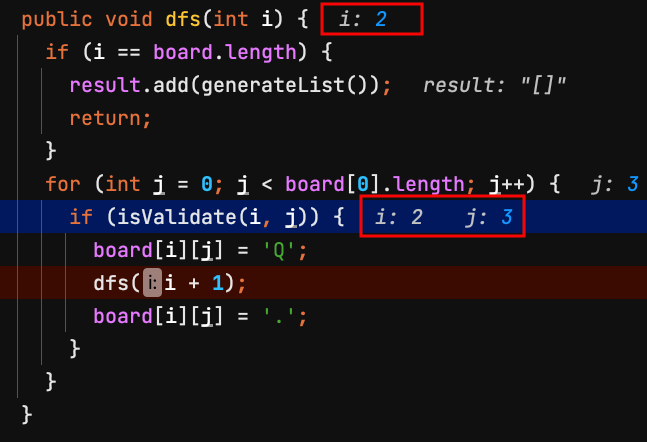 public void dfs(int i) { i: 2
if (i == board.length) {
result.add(generateList()); result: "[]"
return;
}
for (int j = 0; j < board[0].length; j++) { j: 3
if (isValidate(i, j)) { i: 2 j: 3
board[i][j] = 'Q';
dfs( i: i + 1);
board[i][j] = '.';
}
}
}